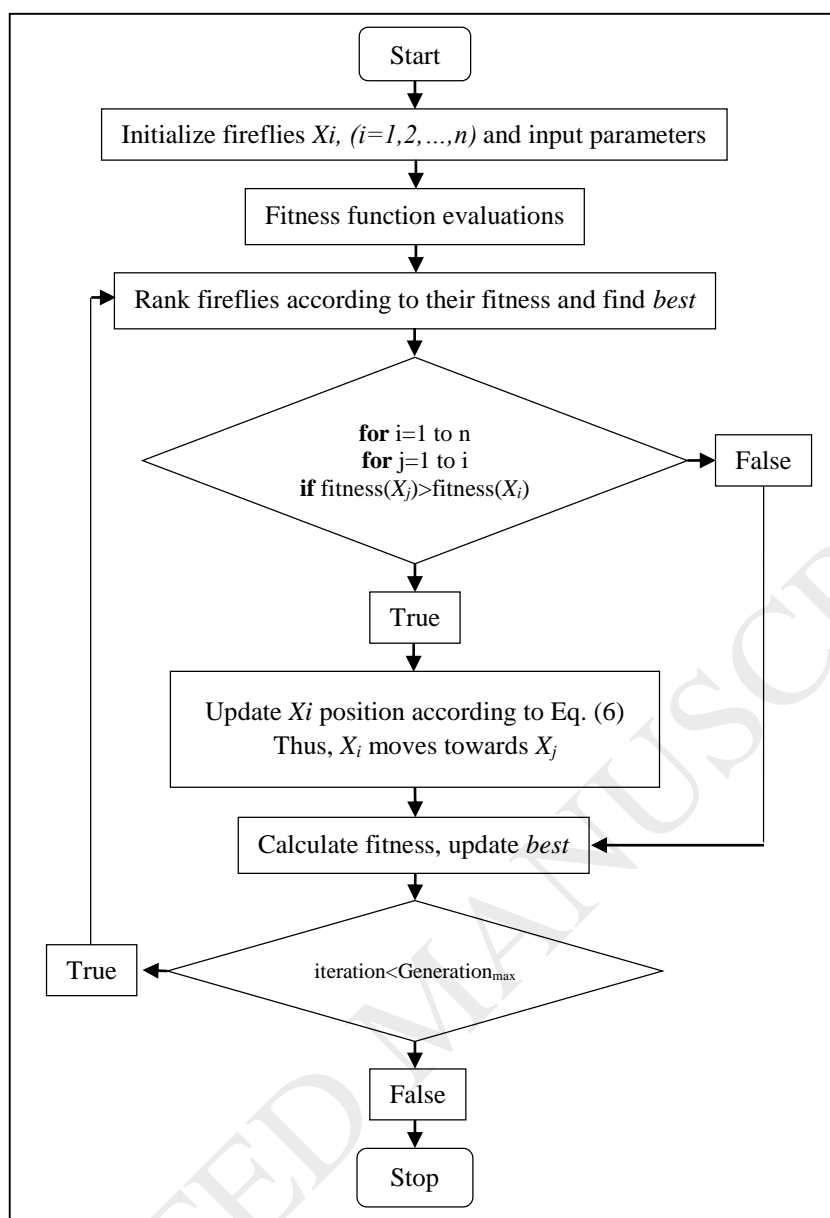 Start
Initialize fireflies Xi, (i=1,2,…,n) and input parameters
Fitness function evaluations
Rank fireflies according to their fitness and find best
for i=1 to n
for j=1 to i
if fitness(Xj)>fitness(Xi)
False
True
Update Xi position according to Eq. (6)
Thus, Xi moves towards Xj
Calculate fitness, update best
True
iteration<Generationmax
False
Stop